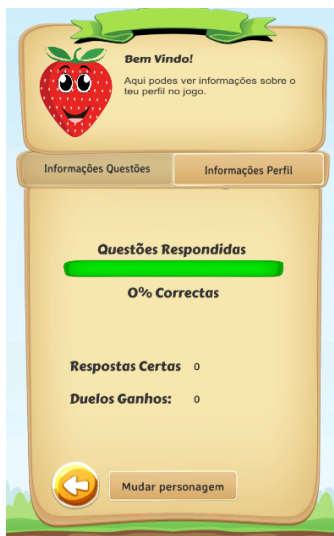 Bem Vindo!
Aqui podes ver informações sobre o
teu perfil no jogo.
Informações Questões
Informações Perfil
Questões Respondidas
0% Correctas
Respostas Certas 0
Duelos Ganhos: 0
Mudar personagem